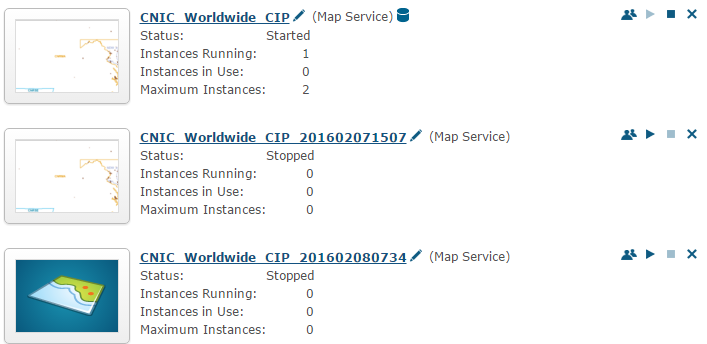 CNIC_Worldwide_CIP (Map Service)
Status: Started
Instances Running: 1
Instances in Use: 0
Maximum Instances: 2
CNIC_Worldwide_CIP_201602071507 (Map Service)
Status: Stopped
Instances Running: 0
Instances in Use: 0
Maximum Instances: 0
CNIC_Worldwide_CIP_201602080734 (Map Service)
Status: Stopped
Instances Running: 0
Instances in Use: 0
Maximum Instances: 0